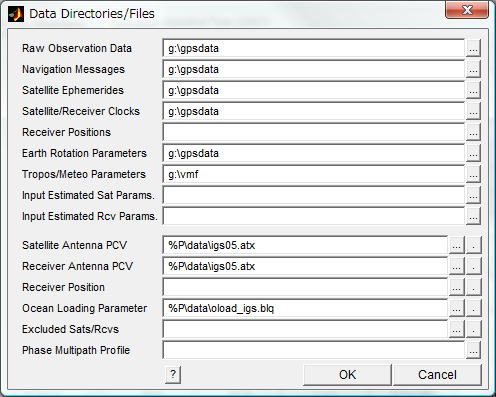 Data Directories/Files
Raw Observation Data g:\gpsdata ...
Navigation Messages g:\gpsdata ...
Satellite Ephemerides g:\gpsdata ...
Satellite/Receiver Clocks g:\gpsdata ...
Receiver Positions ...
Earth Rotation Parameters g:\gpsdata ...
Tropos/Meteo Parameters g:\vmf ...
Input Estimated Sat Params. ...
Input Estimated Rcv Params. ...
Satellite Antenna PCV %P\data\igs05.atx ... .
Receiver Antenna PCV %P\data\igs05.atx ... .
Receiver Position ... .
Ocean Loading Parameter %P\data\oload_igs.blq ... .
Excluded Sats/Rcvs ... .
Phase Multipath Profile ...
? OK Cancel